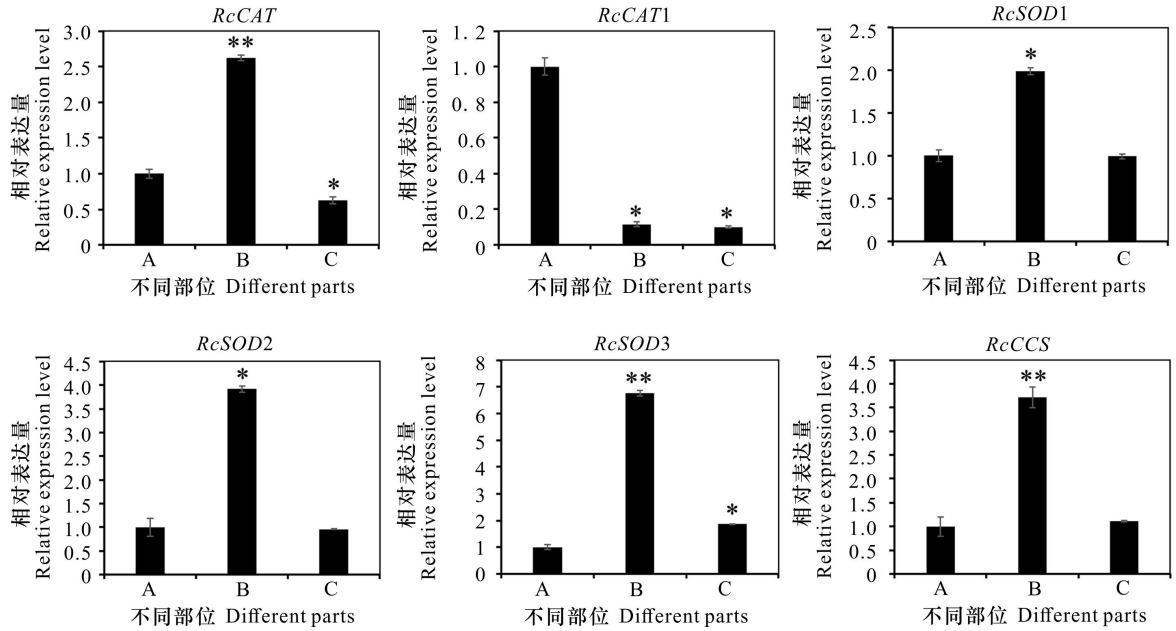 RcCAT
相对表达量
Relative expression level
3.0
2.5
1.0
1.5
1.0
0.5
0
**
*
A B C
不同部位 Different parts
RcCAT1
相对表达量
Relative expression level
1.2
1.0
0.8
0.6
0.4
0.2
0
*
*
A B C
不同部位 Different parts
RcSOD1
相对表达量
Relative expression level
2.5
2.0
1.5
1.0
0.5
0
*
A B C
不同部位 Different parts
RcSOD2
相对表达量
Relative expression level
4.5
4.0
3.5
3.0
4.5
1.0
1.5
1.0
0.5
0.0
*
A B C
不同部位 Different parts
RcSOD3
相对表达量
Relative expression level
8
7
6
5
4
3
2
1
0
**
*
A B C
不同部位 Different parts
RcCCS
相对表达量
Relative expression level
4.5
4.0
3.5
3.0
4.5
1.0
1.5
1.0
0.5
0
**
A B C
不同部位 Different parts